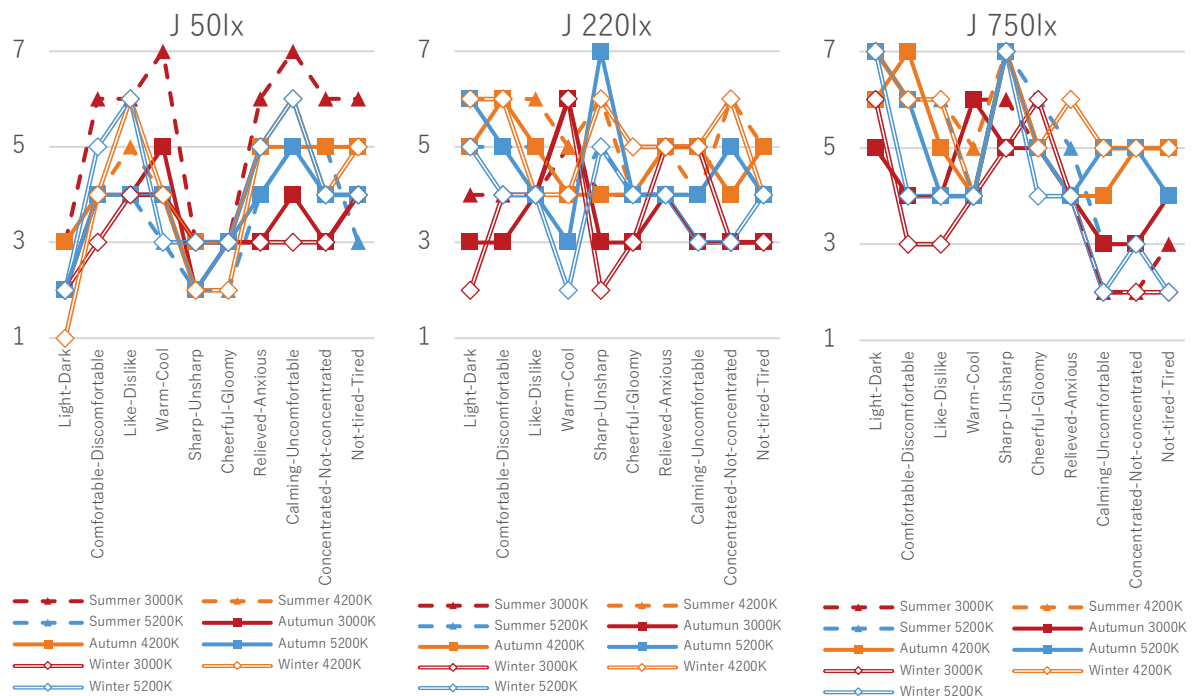 J 50lx
7
5
3
1
Light-Dark
Comfortable-Discomfortable
Like-Dislike
Warm-Cool
Sharp-Unsharp
Cheerful-Gloomy
Relieved-Anxious
Calming-Uncomfortable
Concentrated-Not-concentrated
Not-tired-Tired
Summer 3000K
Summer 4200K
Summer 5200K
Autumun 3000K
Autumn 4200K
Autumn 5200K
Winter 3000K
Winter 4200K
Winter 5200K
J 220lx
7
5
3
1
Light-Dark
Comfortable-Discomfortable
Like-Dislike
Warm-Cool
Sharp-Unsharp
Cheerful-Gloomy
Relieved-Anxious
Calming-Uncomfortable
Concentrated-Not-concentrated
Not-tired-Tired
Summer 3000K
Summer 4200K
Summer 5200K
Autumun 3000K
Autumn 4200K
Autumn 5200K
Winter 3000K
Winter 4200K
Winter 5200K
J 750lx
7
5
3
1
Light-Dark
Comfortable-Discomfortable
Like-Dislike
Warm-Cool
Sharp-Unsharp
Cheerful-Gloomy
Relieved-Anxious
Calming-Uncomfortable
Concentrated-Not-concentrated
Not-tired-Tired
Summer 3000K
Summer 4200K
Summer 5200K
Autumun 3000K
Autumn 4200K
Autumn 5200K
Winter 3000K
Winter 4200K
Winter 5200K